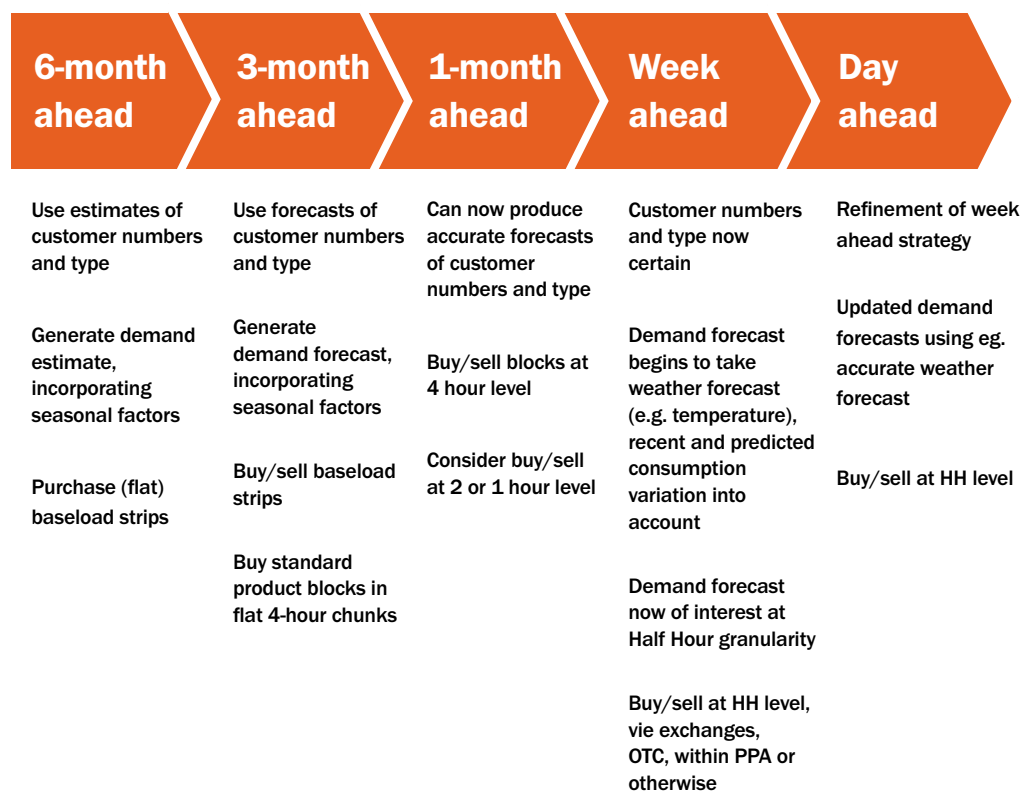 6-month
ahead
3-month
ahead
1-month
ahead
Week
ahead
Day
ahead
Use estimates of
customer numbers
and type
Generate demand
estimate,
incorporating
seasonal factors
Purchase (flat)
baseload strips
Use forecasts of
customer numbers
and type
Generate
demand forecast,
incorporating
seasonal factors
Buy/sell baseload
strips
Buy standard
product blocks in
flat 4-hour chunks
Can now produce
accurate forecasts
of customer
numbers and type
Buy/sell blocks at
4 hour level
Consider buy/sell
at 2 or 1 hour level
Customer numbers
and type now
certain
Demand forecast
begins to take
weather forecast
(e.g. temperature),
recent and predicted
consumption
variation into
account
Demand forecast
now of interest at
Half Hour granularity
Buy/sell at HH level,
vie exchanges,
OTC, within PPA or
otherwise
Refinement of week
ahead strategy
Updated demand
forecasts using eg.
accurate weather
forecast
Buy/sell at HH level